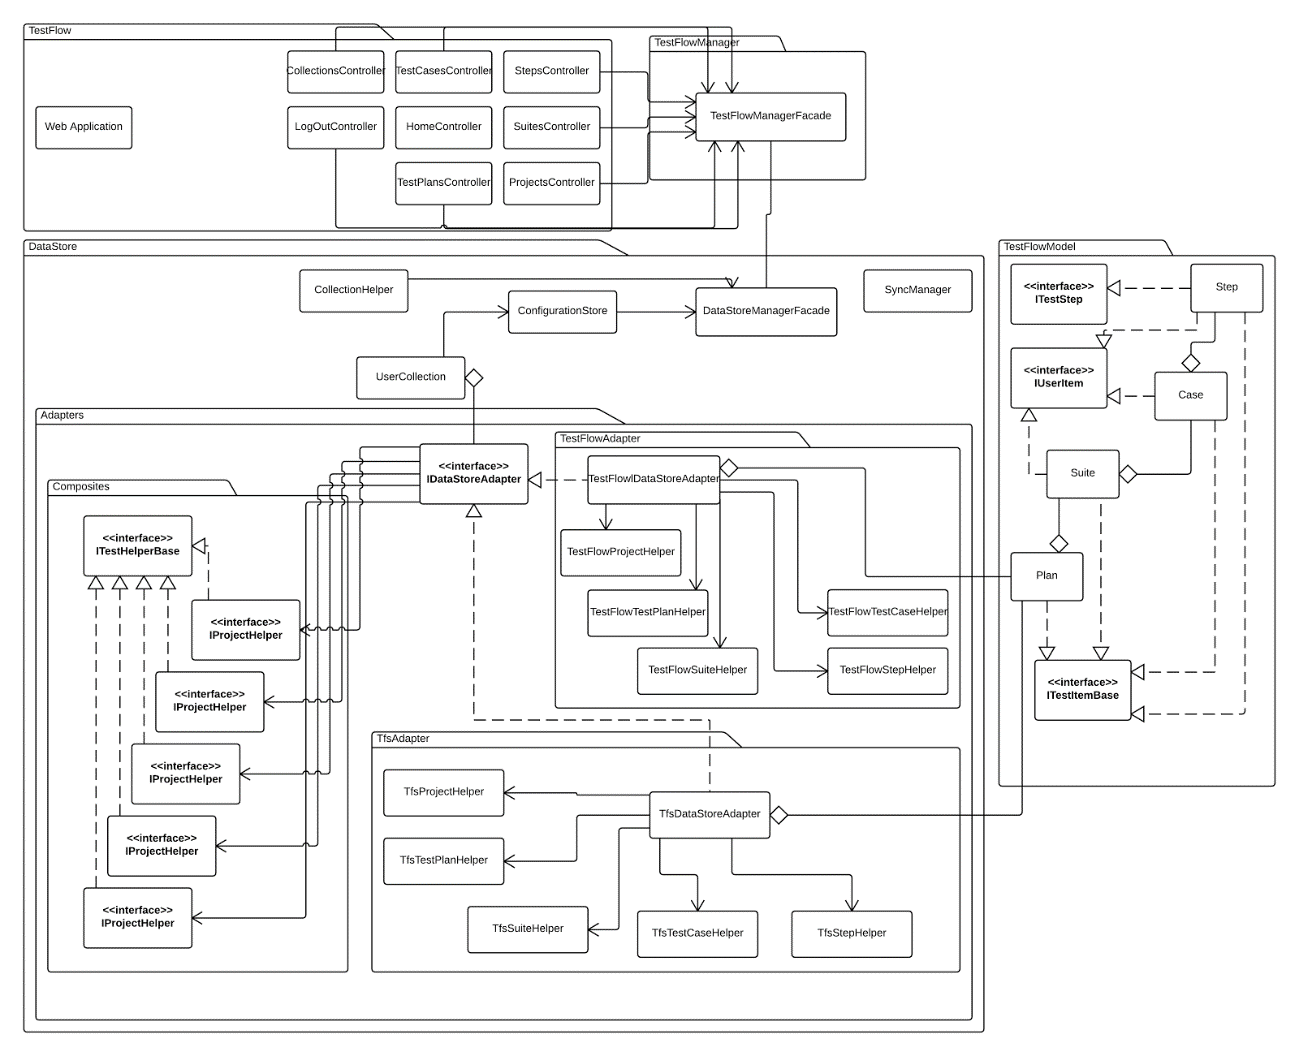 TestFlow
CollectionsController
TestCasesController
StepsController
Web Application
LogOutController
HomeController
SuitesController
TestPlansController
ProjectsController
TestFlowManager
TestFlowManagerFacade
DataStore
CollectionHelper
ConfigurationStore
DataStoreManagerFacade
SyncManager
UserCollection
Adapters
<<interface>>
IDataStoreAdapter
Composites
<<interface>>
ITestHelperBase
<<interface>>
IProjectHelper
<<interface>>
IProjectHelper
<<interface>>
IProjectHelper
<<interface>>
IProjectHelper
<<interface>>
IProjectHelper
TestFlowAdapter
TestFlowIDataStoreAdapter
TestFlowProjectHelper
TestFlowTestPlanHelper
TestFlowTestCaseHelper
TestFlowSuiteHelper
TestFlowStepHelper
TfsAdapter
TfsProjectHelper
TfsDataStoreAdapter
TfsTestPlanHelper
TfsSuiteHelper
TfsTestCaseHelper
TfsStepHelper
TestFlowModel
<<interface>>
ITestStep
Step
<<interface>>
IUserItem
Case
Suite
Plan
<<interface>>
ITestItemBase